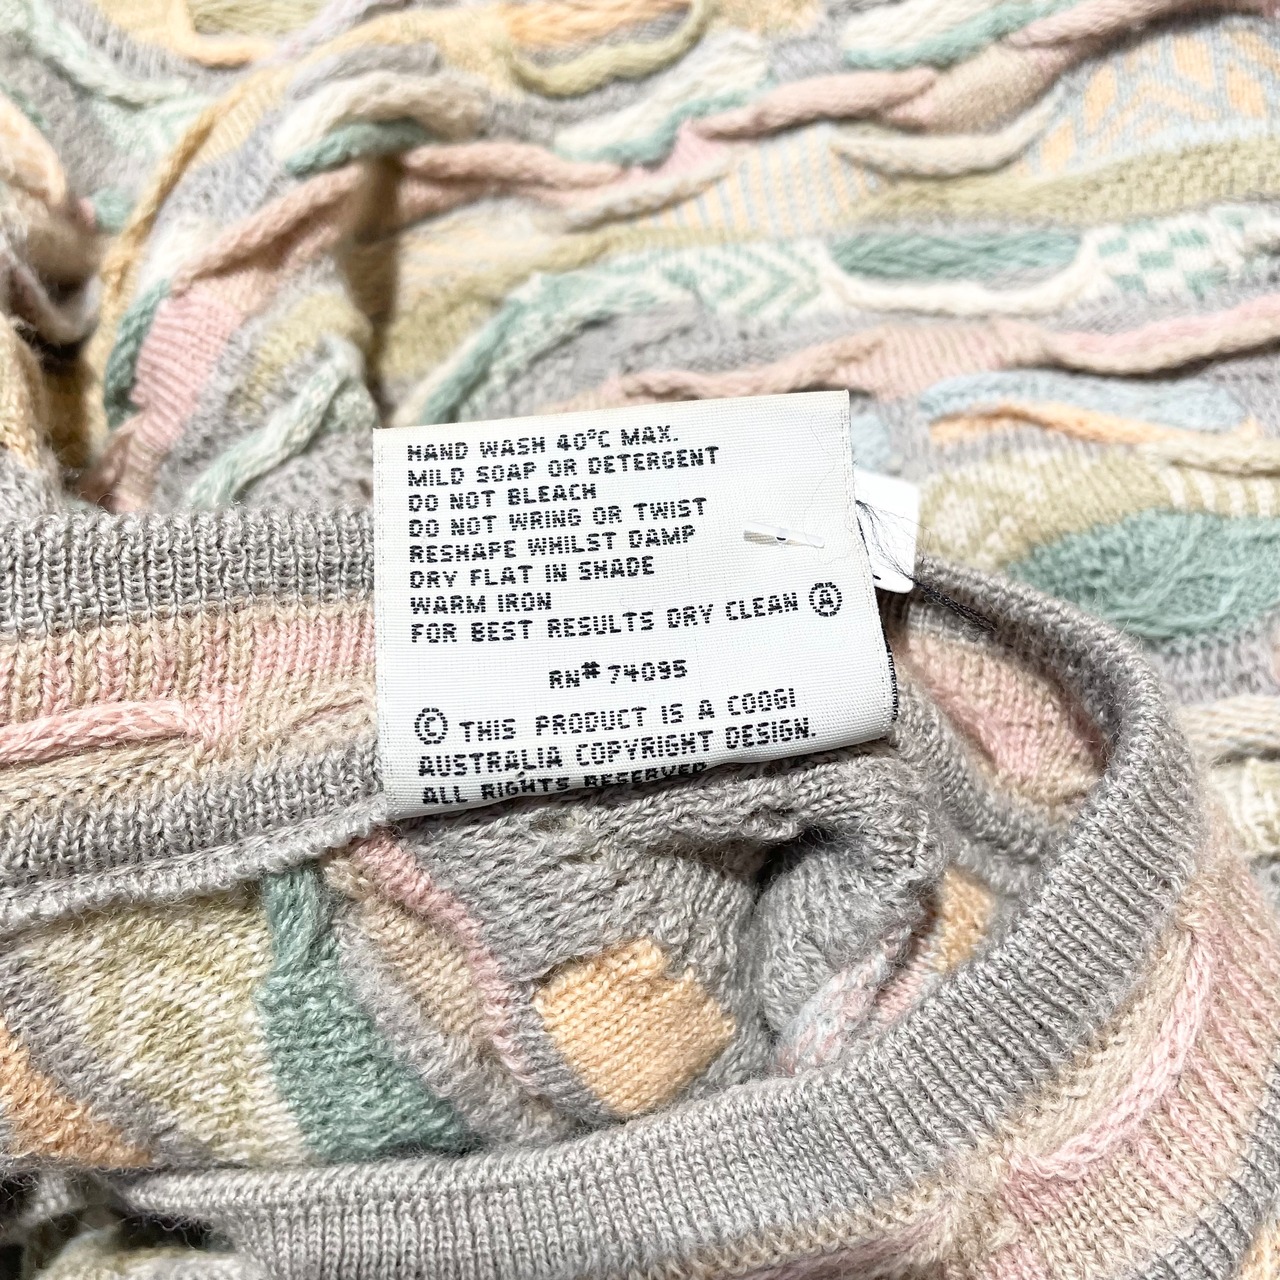 HAND WASH 40°C MAX.
MILD SOAP OR DETERGENT
DO NOT BLEACH
DO NOT WRING OR TWIST
RESHAPE WHILST DAMP
DRY FLAT IN SHADE
WARM IRON
FOR BEST RESULTS DRY CLEAN Ⓐ
RN# 74095
© THIS PRODUCT IS A COOGI
AUSTRALIA COPYRIGHT DESIGN.
ALL RIGHTS RESERVED